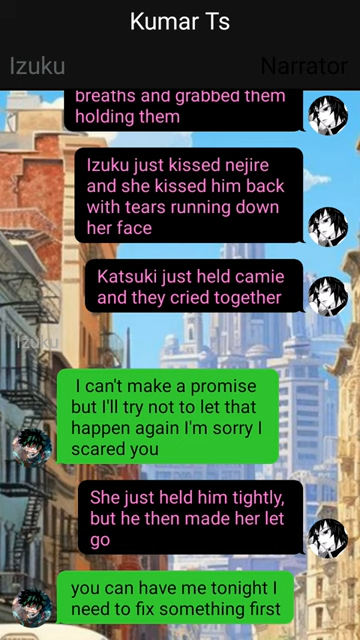 Kumar Ts
Izuku
Narrator
breaths and grabbed them
holding them
Izuku just kissed nejire
and she kissed him back
with tears running down
her face
Katsuki just held camie
and they cried together
Izuku
I can't make a promise
but I'll try not to let that
happen again I'm sorry I
scared you
She just held him tightly,
but he then made her let
go
you can have me tonight I
need to fix something first